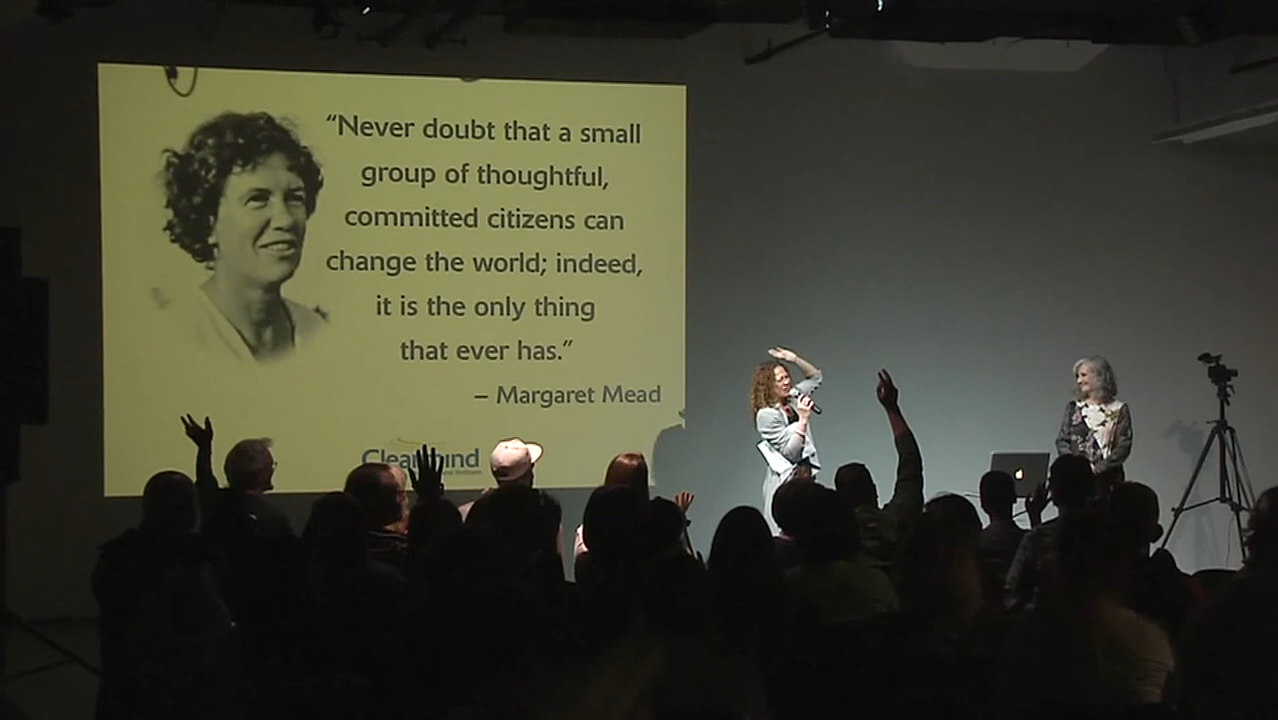 “Never doubt that a small
group of thoughtful,
committed citizens can
change the world; indeed,
it is the only thing
that ever has.”
– Margaret Mead